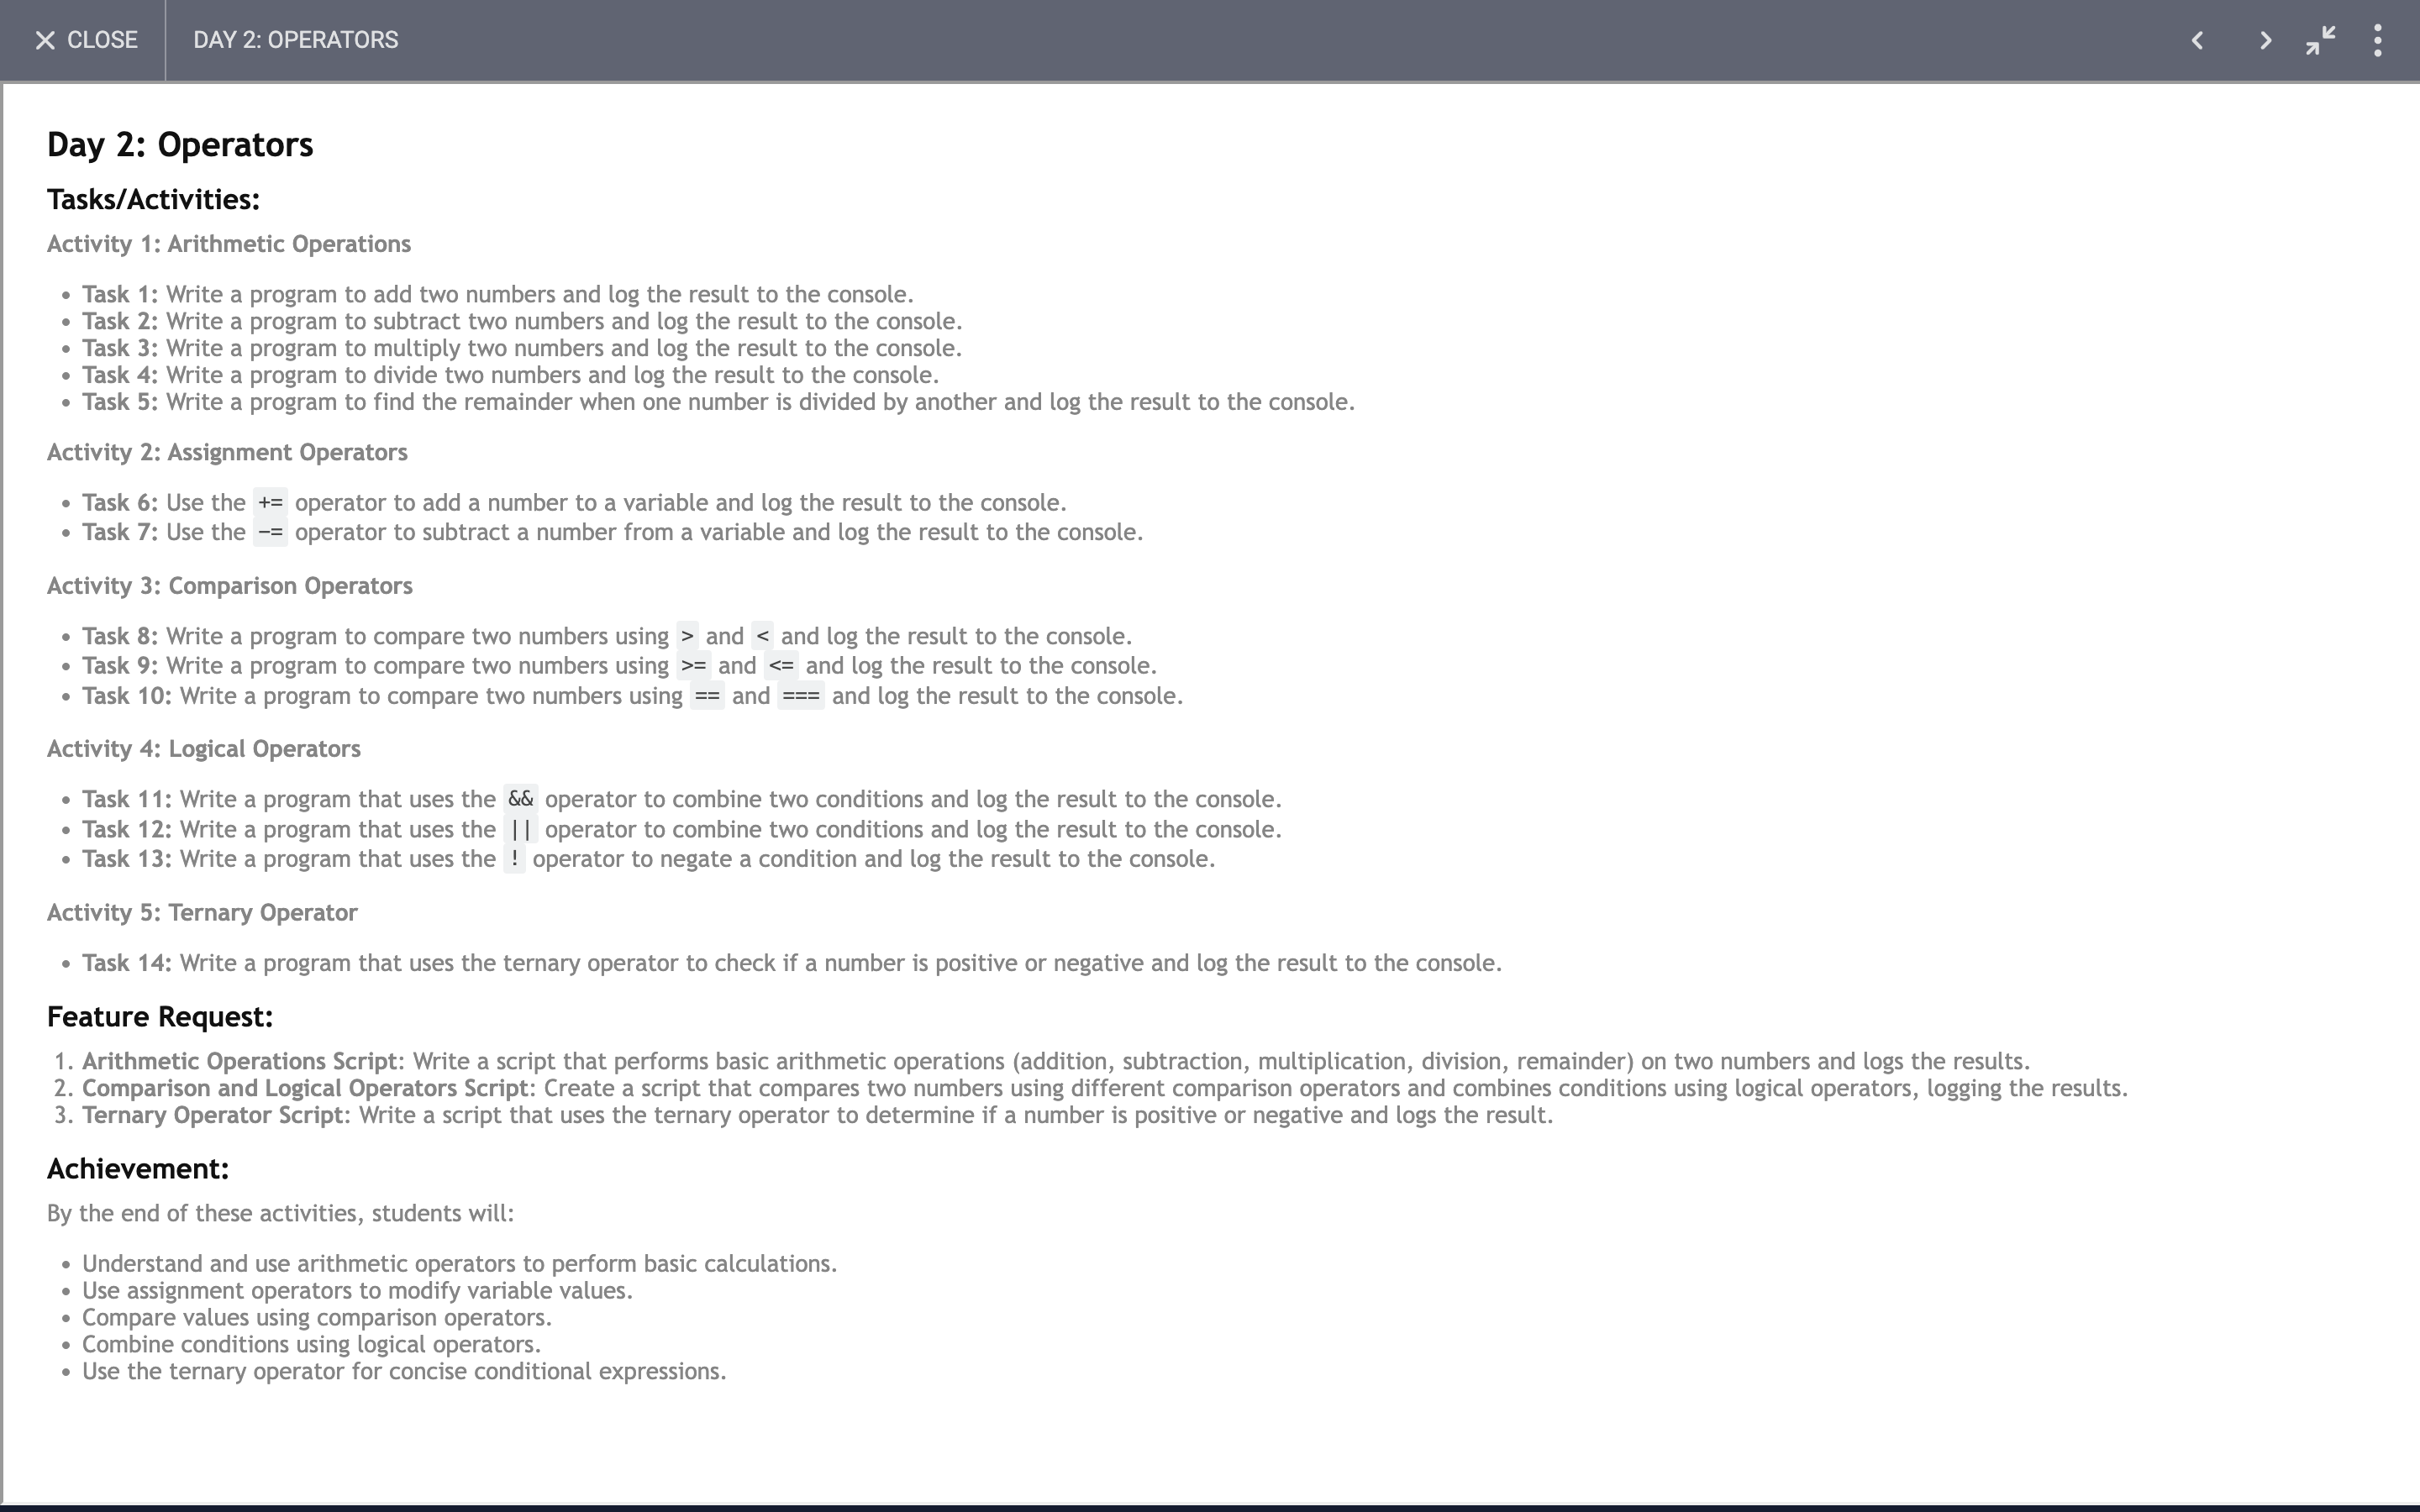 CLOSE
DAY 2: OPERATORS
Day 2: Operators
Tasks/Activities:
Activity 1: Arithmetic Operations
• Task 1: Write a program to add two numbers and log the result to the console.
• Task 2: Write a program to subtract two numbers and log the result to the console.
• Task 3: Write a program to multiply two numbers and log the result to the console.
• Task 4: Write a program to divide two numbers and log the result to the console.
• Task 5: Write a program to find the remainder when one number is divided by another and log the result to the console.
Activity 2: Assignment Operators
• Task 6: Use the += operator to add a number to a variable and log the result to the console.
• Task 7: Use the -= operator to subtract a number from a variable and log the result to the console.
Activity 3: Comparison Operators
• Task 8: Write a program to compare two numbers using > and < and log the result to the console.
• Task 9: Write a program to compare two numbers using >= and <= and log the result to the console.
• Task 10: Write a program to compare two numbers using == and === and log the result to the console.
Activity 4: Logical Operators
• Task 11: Write a program that uses the && operator to combine two conditions and log the result to the console.
• Task 12: Write a program that uses the || operator to combine two conditions and log the result to the console.
• Task 13: Write a program that uses the ! operator to negate a condition and log the result to the console.
Activity 5: Ternary Operator
• Task 14: Write a program that uses the ternary operator to check if a number is positive or negative and log the result to the console.
Feature Request:
1. Arithmetic Operations Script: Write a script that performs basic arithmetic operations (addition, subtraction, multiplication, division, remainder) on two numbers and logs the results.
2. Comparison and Logical Operators Script: Create a script that compares two numbers using different comparison operators and combines conditions using logical operators, logging the results.
3. Ternary Operator Script: Write a script that uses the ternary operator to determine if a number is positive or negative and logs the result.
Achievement:
By the end of these activities, students will:
• Understand and use arithmetic operators to perform basic calculations.
• Use assignment operators to modify variable values.
• Compare values using comparison operators.
• Combine conditions using logical operators.
• Use the ternary operator for concise conditional expressions.